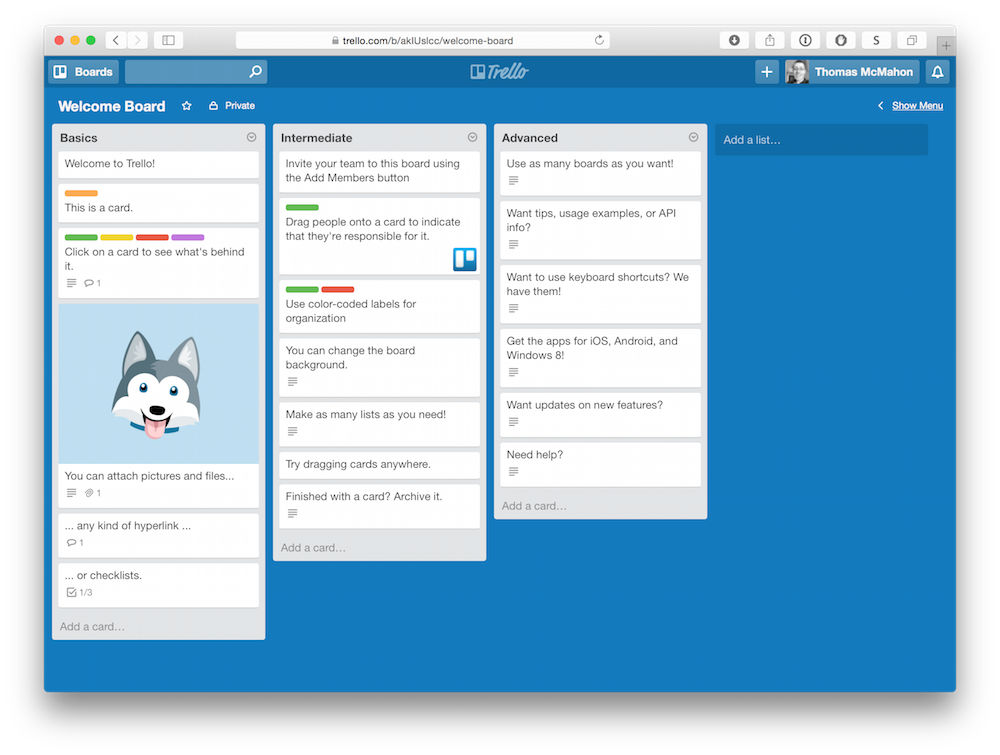 trello.com/b/akIUslcc/welcome-board
S
Boards
Trello
Thomas McMahon
Welcome Board
Private
Show Menu
Basics
Welcome to Trello!
This is a card.
Click on a card to see what's behind
it.
1
You can attach pictures and files...
1
... any kind of hyperlink ...
1
... or checklists.
1/3
Add a card…
Intermediate
Invite your team to this board using
the Add Members button
Drag people onto a card to indicate
that they're responsible for it.
Use color-coded labels for
organization
You can change the board
background.
Make as many lists as you need!
Try dragging cards anywhere.
Finished with a card? Archive it.
Add a card…
Advanced
Use as many boards as you want!
Want tips, usage examples, or API
info?
Want to use keyboard shortcuts? We
have them!
Get the apps for iOS, Android, and
Windows 8!
Want updates on new features?
Need help?
Add a card…
Add a list…